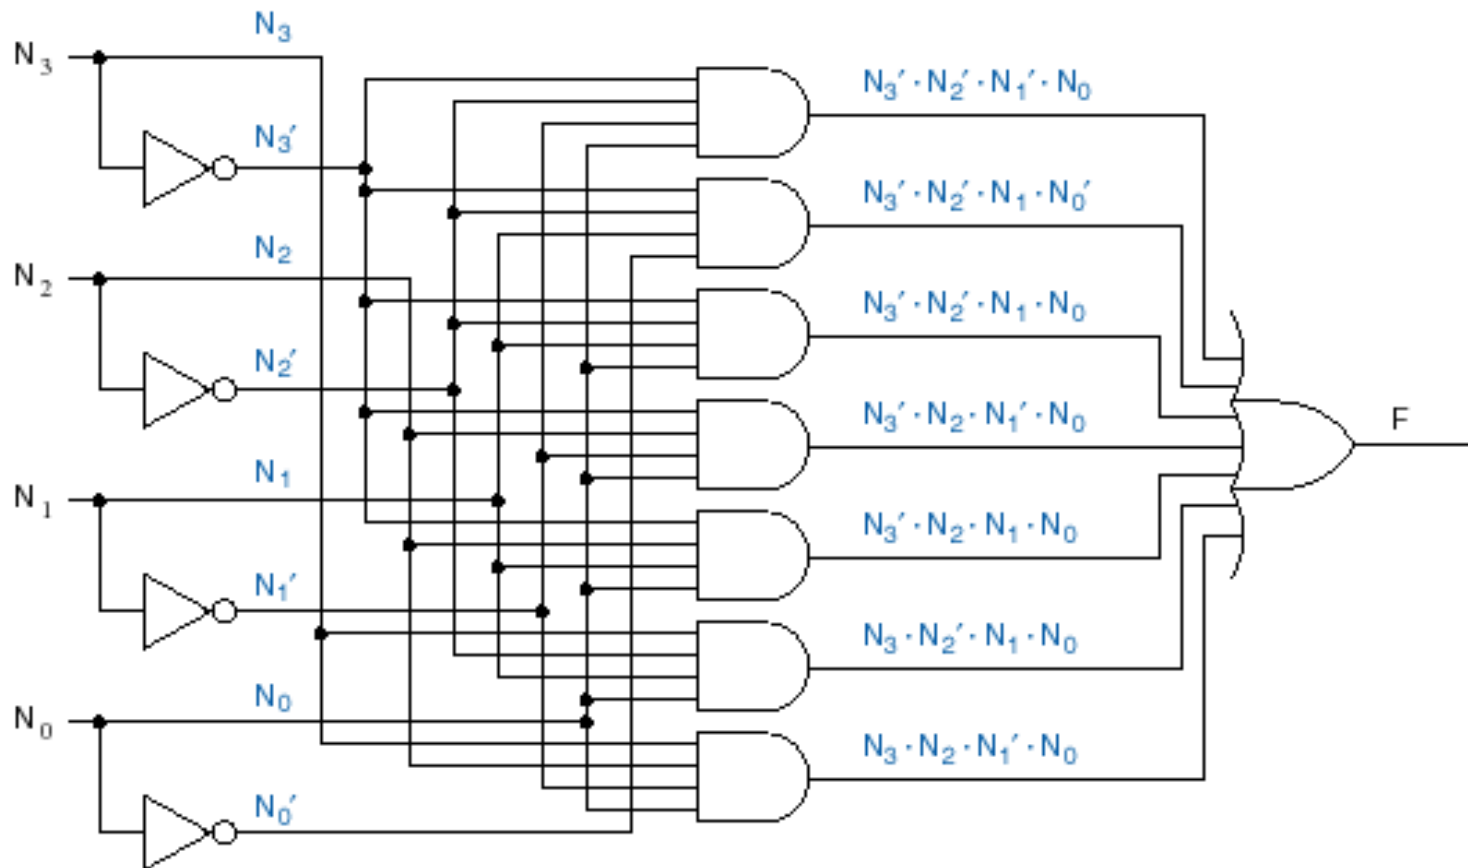 N₃
N₃
N₃′ · N₂′ · N₁′ · N₀
N₃′
N₃′ · N₂′ · N₁ · N₀′
N₂
N₂
N₃′ · N₂′ · N₁ · N₀
N₂′
N₃′ · N₂ · N₁′ · N₀
F
N₁
N₁
N₃′ · N₂ · N₁ · N₀
N₁′
N₃ · N₂′ · N₁ · N₀
N₀
N₀
N₃ · N₂ · N₁′ · N₀
N₀′